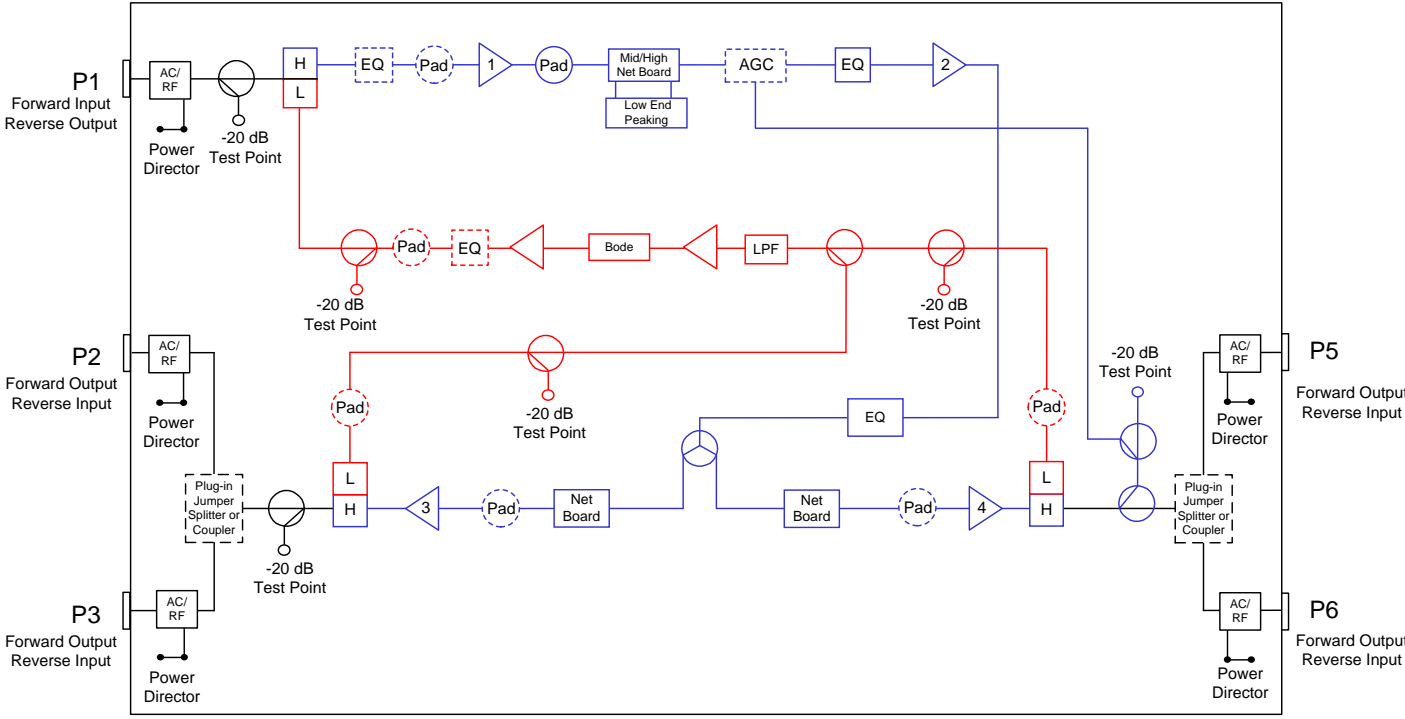 P1
Forward Input
Reverse Output
AC/
RF
Power
Director
-20 dB
Test Point
H
L
EQ
Pad
1
Pad
Mid/High
Net Board
Low End
Peaking
AGC
EQ
2
-20 dB
Test Point
Pad
EQ
Bode
LPF
-20 dB
Test Point
P2
Forward Output
Reverse Input
AC/
RF
Power
Director
Pad
-20 dB
Test Point
EQ
Pad
-20 dB
Test Point
AC/
RF
Power
Director
P5
Forward Output
Reverse Input
Plug-in
Jumper
Splitter or
Coupler
-20 dB
Test Point
L
H
3
Pad
Net
Board
Net
Board
Pad
4
L
H
Plug-in
Jumper
Splitter or
Coupler
P3
Forward Output
Reverse Input
AC/
RF
Power
Director
AC/
RF
Power
Director
P6
Forward Output
Reverse Input